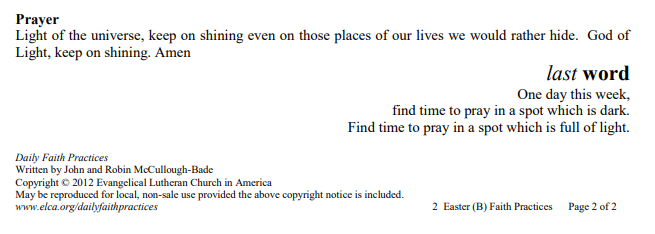 Prayer
Light of the universe, keep on shining even on those places of our lives we would rather hide.  God of
Light, keep on shining. Amen
last word
One day this week,
find time to pray in a spot which is dark.
Find time to pray in a spot which is full of light.
Daily Faith Practices
Written by John and Robin McCullough-Bade
Copyright © 2012 Evangelical Lutheran Church in America
May be reproduced for local, non-sale use provided the above copyright notice is included.
www.elca.org/dailyfaithpractices 2  Easter (B) Faith Practices Page 2 of 2